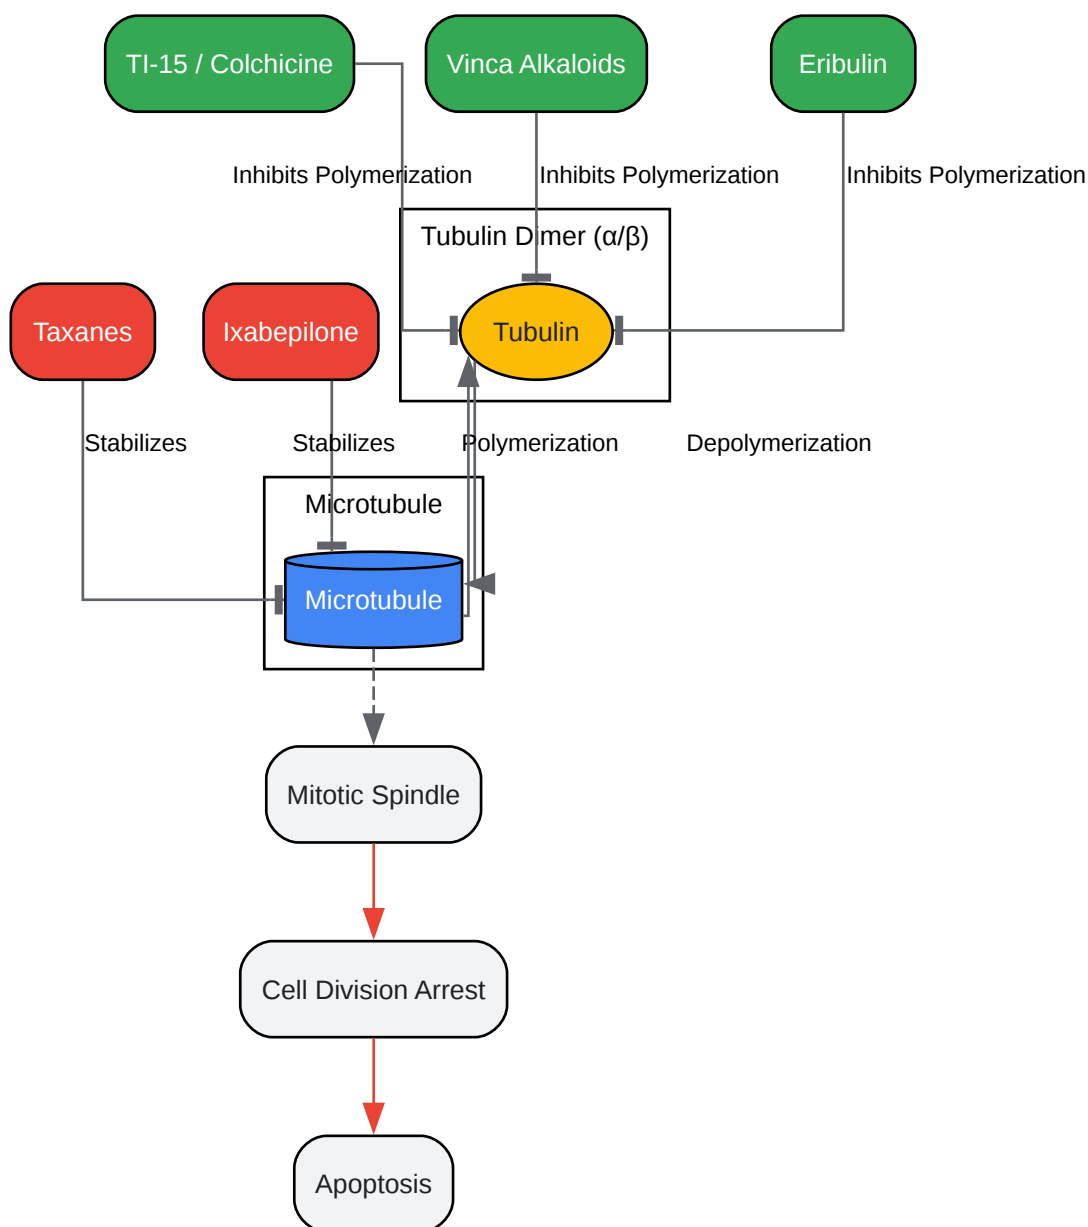 TI-15 / Colchicine
Vinca Alkaloids
Eribulin
Inhibits Polymerization
Inhibits Polymerization
Inhibits Polymerization
Tubulin Dimer (α/β)
Taxanes
Ixabepilone
Tubulin
Stabilizes
Stabilizes
Polymerization
Depolymerization
Microtubule
Microtubule
Mitotic Spindle
Cell Division Arrest
Apoptosis